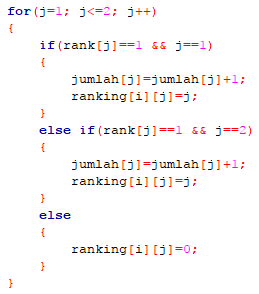 for(j=1; j<=2; j++)
{
    if(rank[j]==1 && j==1)
    {
        jumlah[j]=jumlah[j]+1;
        ranking[i][j]=j;
    }
    else if(rank[j]==1 && j==2)
    {
        jumlah[j]=jumlah[j]+1;
        ranking[i][j]=j;
    }
    else
    {
        ranking[i][j]=0;
    }
}